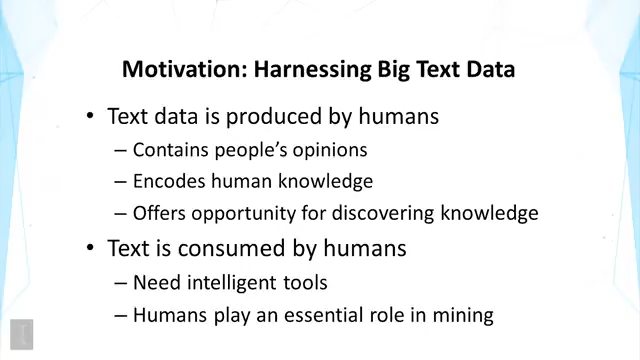 Motivation: Harnessing Big Text Data
• Text data is produced by humans
– Contains people's opinions
– Encodes human knowledge
– Offers opportunity for discovering knowledge
• Text is consumed by humans
– Need intelligent tools
– Humans play an essential role in mining